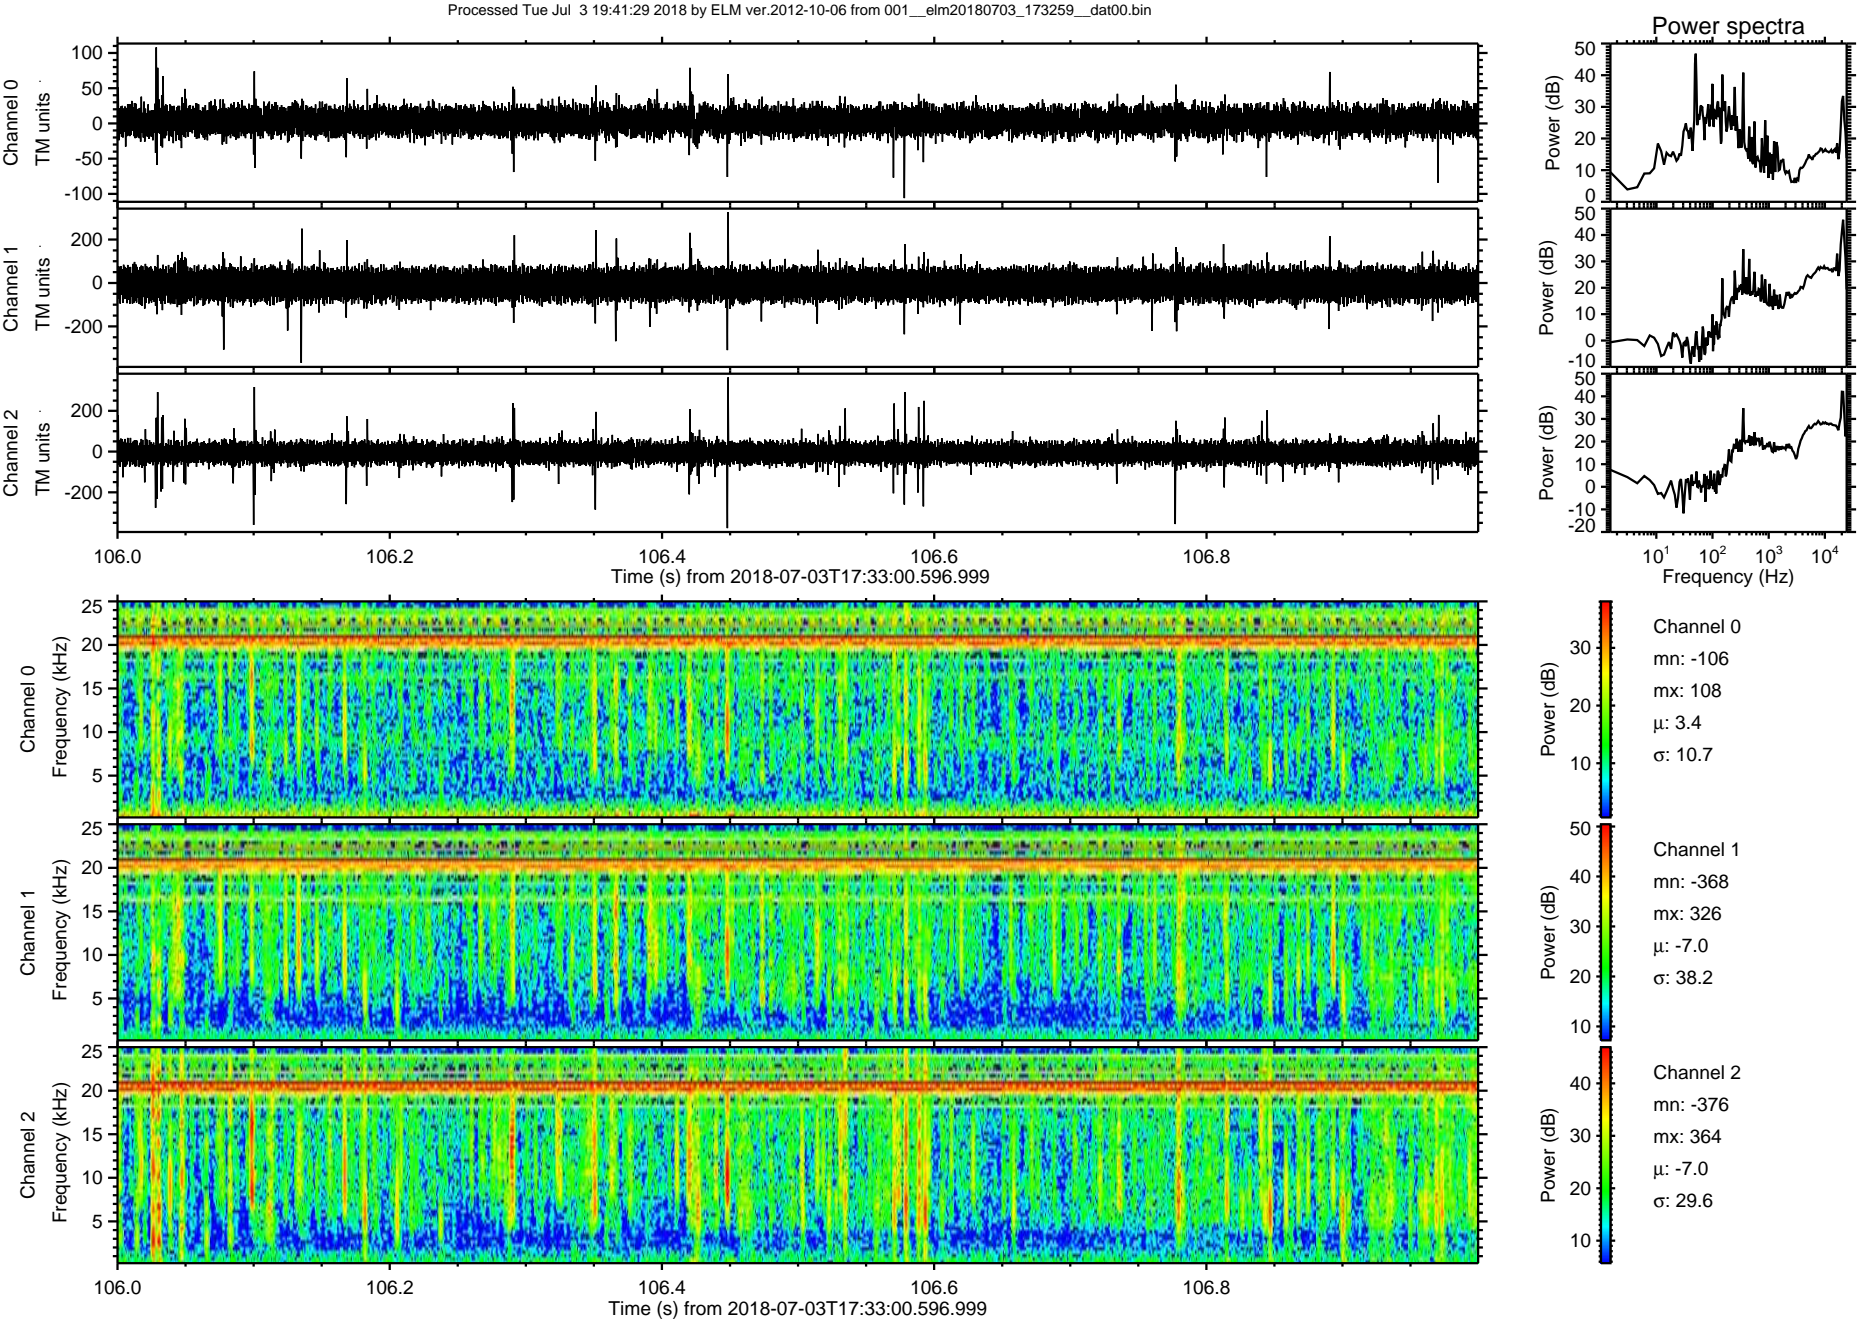 Processed Tue Jul 3 19:41:29 2018 by ELM ver.2012-10-06 from 001__elm20180703_173259__dat00.bin
Power spectra
Channel 0
TM units
100
50
0
-50
-100
Power (dB)
50
40
30
20
10
0
Channel 1
TM units
200
0
-200
Power (dB)
50
40
30
20
10
0
-10
Channel 2
TM units
200
0
-200
Power (dB)
50
40
30
20
10
0
-10
-20
106.0 106.2 106.4 106.6 106.8
Time (s) from 2018-07-03T17:33:00.596.999
10^1 10^2 10^3 10^4
Frequency (Hz)
Channel 0
Frequency (kHz)
25
20
15
10
5
Power (dB)
30
20
10
Channel 0
mn: -106
mx: 108
μ: 3.4
σ: 10.7
Channel 1
Frequency (kHz)
25
20
15
10
5
Power (dB)
50
40
30
20
10
Channel 1
mn: -368
mx: 326
μ: -7.0
σ: 38.2
Channel 2
Frequency (kHz)
25
20
15
10
5
Power (dB)
40
30
20
10
Channel 2
mn: -376
mx: 364
μ: -7.0
σ: 29.6
106.0 106.2 106.4 106.6 106.8
Time (s) from 2018-07-03T17:33:00.596.999